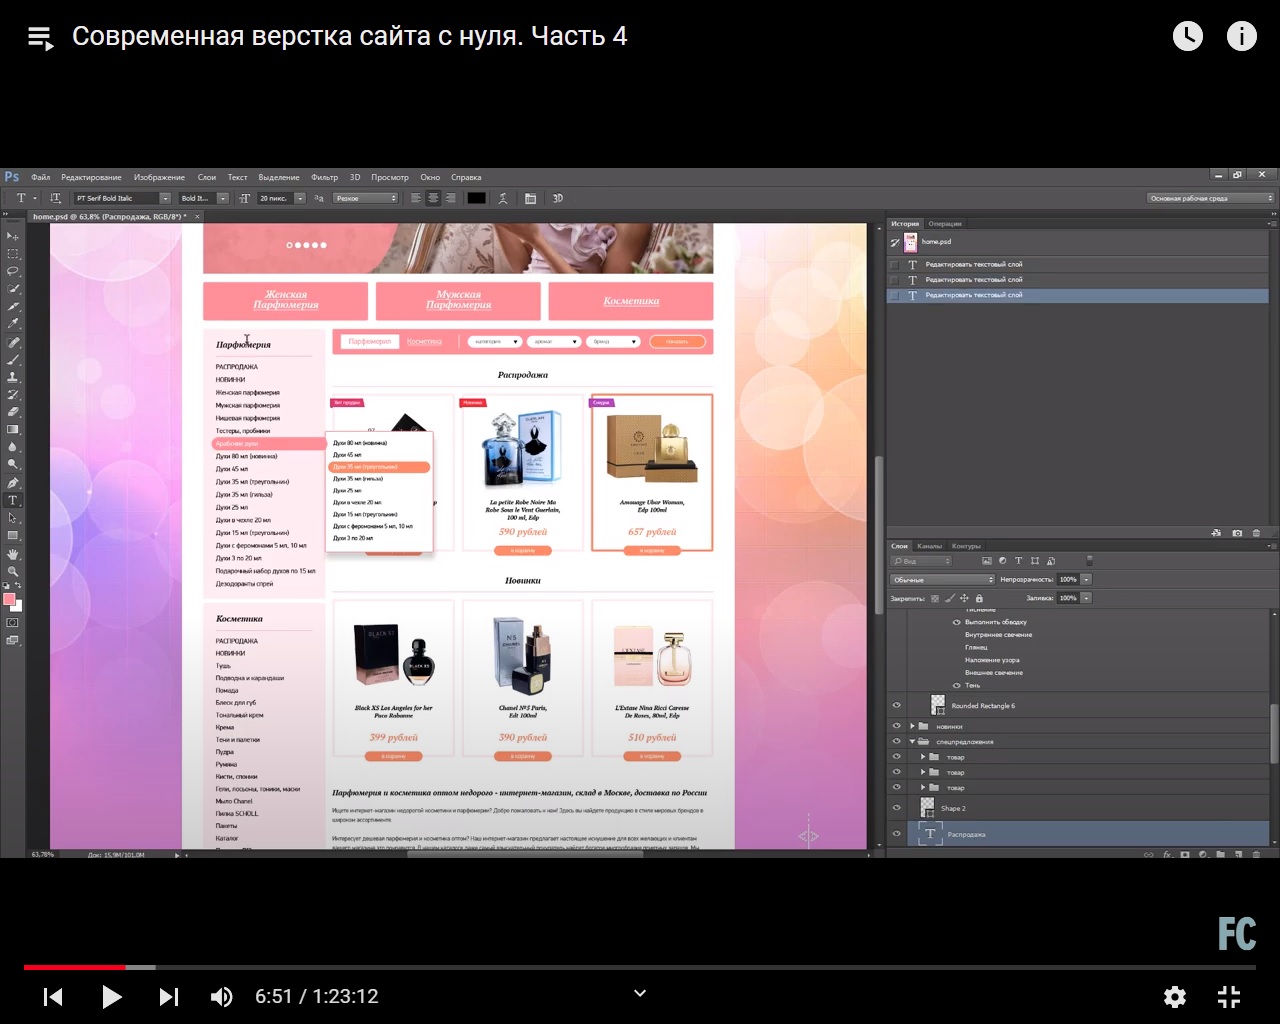 Современная верстка сайта с нуля. Часть 4
Ps Файл Редактирование Изображение Слои Текст Выделение Фильтр 3D Просмотр Окно Справка
PT Serif Bold Italic Bold It... 20 пикс. Резкое 3D Основная рабочая среда
home.psd @ 63,8% (Распродажа, RGB/8*) * ×
Женская Парфюмерия
Мужская Парфюмерия
Косметика
Парфюмерия
РАСПРОДАЖА
НОВИНКИ
Женская парфюмерия
Мужская парфюмерия
Нишевая парфюмерия
Тестеры, пробники
Арабские духи
Духи 80 мл (новинка)
Духи 45 мл
Духи 35 мл (треугольник)
Духи 35 мл (гильза)
Духи 25 мл
Духи в чехле 20 мл
Духи 15 мл (треугольник)
Духи с феромонами 5 мл, 10 мл
Духи 3 по 20 мл
Подарочный набор духов по 15 мл
Дезодоранты спрей
Духи 80 мл (новинка)
Духи 45 мл
Духи 35 мл (треугольник)
Духи 35 мл (гильза)
Духи 25 мл
Духи в чехле 20 мл
Духи 15 мл (треугольник)
Духи с феромонами 5 мл, 10 мл
Духи 3 по 20 мл
Парфюмерия Косметика категория аромат бренд показать
Распродажа
Хит продаж
Новинка
Скидка
La petite Robe Noire Ma
Robe Sous le Vent Guerlain,
100 ml, Edp
590 рублей
в корзину
Amouage Ubar Woman,
Edp 100ml
657 рублей
в корзину
Новинки
BLACK XS
BLACK XS
Black XS Los Angeles for her
Paco Rabanne
399 рублей
в корзину
N°5
CHANEL
Chanel №5 Paris,
Edt 100ml
390 рублей
в корзину
L'EXTASE
L'Extase Nina Ricci Caresse
De Roses, 80ml, Edp
510 рублей
в корзину
Косметика
РАСПРОДАЖА
НОВИНКИ
Тушь
Подводка и карандаши
Помада
Блеск для губ
Тональный крем
Крема
Тени и палетки
Пудра
Румяна
Кисти, спонжи
Гели, лосьоны, тоники, маски
Мыло Chanel
Пилка SCHOLL
Пакеты
Каталог
Парфюмерия и косметика оптом недорого - интернет-магазин, склад в Москве, доставка по России
Ищете интернет-магазин недорогой косметики и парфюмерии? Добро пожаловать к нам! Здесь вы найдете продукцию в стиле мировых брендов в
широком ассортименте.
Интересует дешевая парфюмерия и косметика оптом? Наш интернет-магазин предлагает настоящее искушение для всех желающих и клиентам
63,78% Док: 15,9M/101,0M
История Операции
home.psd
Редактировать текстовый слой
Редактировать текстовый слой
Редактировать текстовый слой
Слои Каналы Контуры
Вид
Обычные Непрозрачность: 100%
Закрепить: Заливка: 100%
Тиснение
Выполнить обводку
Внутреннее свечение
Глянец
Наложение узора
Внешнее свечение
Тень
Rounded Rectangle 6
новинки
спецпредложения
товар
товар
товар
Shape 2
Распродажа
FC
6:51 / 1:23:12